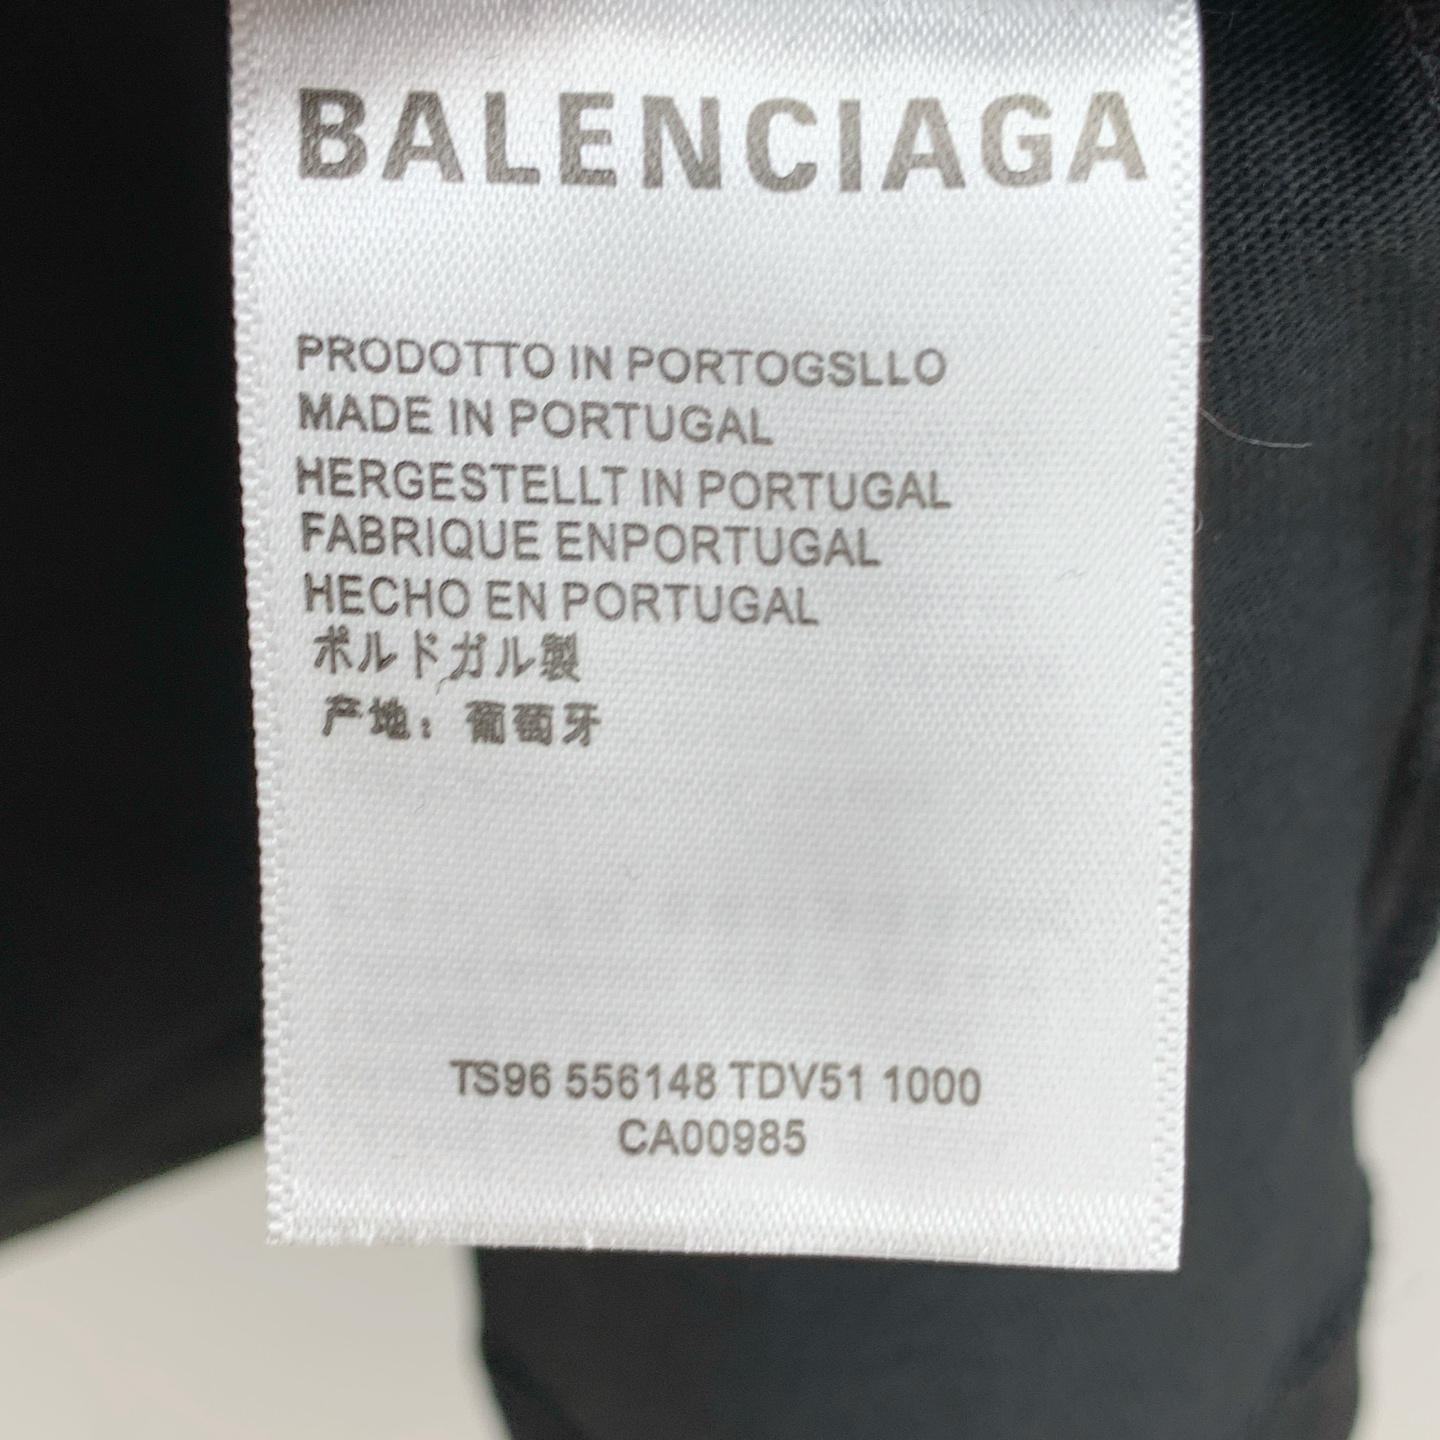 BALENCIAGA
PRODOTTO IN PORTOGSLLO
MADE IN PORTUGAL
HERGESTELLT IN PORTUGAL
FABRIQUE ENPORTUGAL
HECHO EN PORTUGAL
ポルドガル製
产地：葡萄牙
TS96 556148 TDV51 1000
CA00985